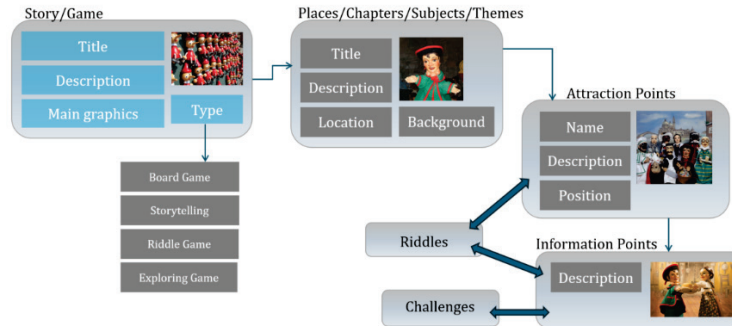 Story/Game
Title
Description
Main graphics
Type
Board Game
Storytelling
Riddle Game
Exploring Game
Places/Chapters/Subjects/Themes
Title
Description
Location
Background
Attraction Points
Name
Description
Position
Riddles
Challenges
Information Points
Description